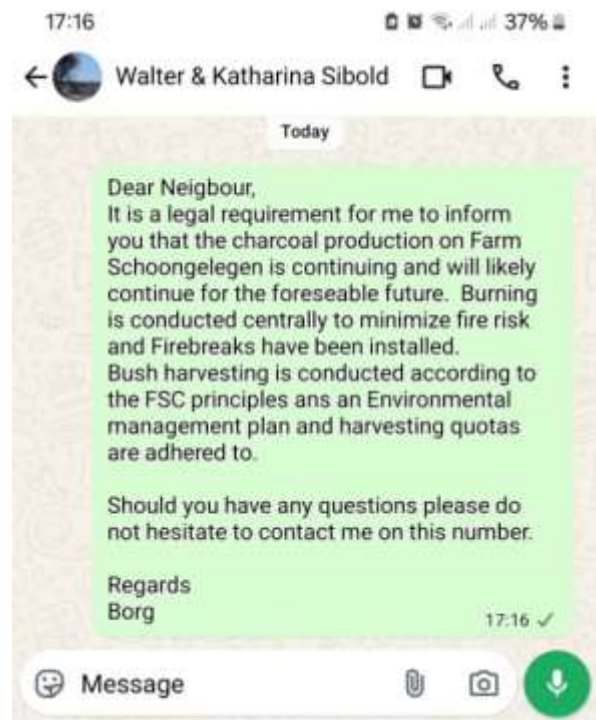 17:16 37%
Walter & Katharina Sibold
Today
Dear Neigbour,
It is a legal requirement for me to inform
you that the charcoal production on Farm
Schoongelegen is continuing and will likely
continue for the foreseable future. Burning
is conducted centrally to minimize fire risk
and Firebreaks have been installed.
Bush harvesting is conducted according to
the FSC principles ans an Environmental
management plan and harvesting quotas
are adhered to.
Should you have any questions please do
not hesitate to contact me on this number.
Regards
Borg
17:16
Message